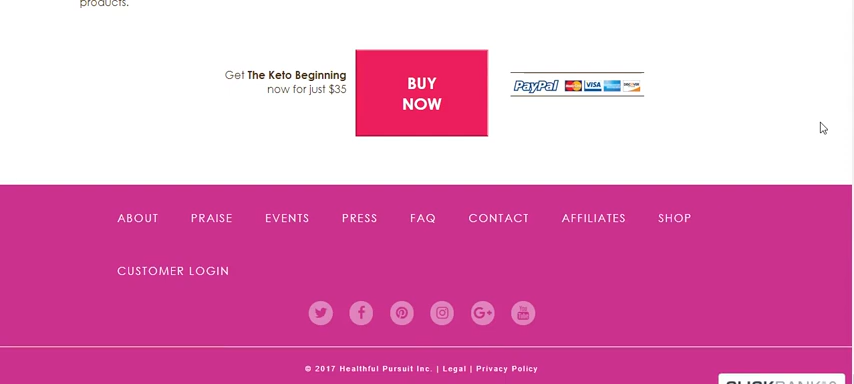 products.
Get The Keto Beginning
now for just $35
BUY
NOW
PayPal VISA
ABOUT PRAISE EVENTS PRESS FAQ CONTACT AFFILIATES SHOP
CUSTOMER LOGIN
© 2017 Healthful Pursuit Inc. | Legal | Privacy Policy